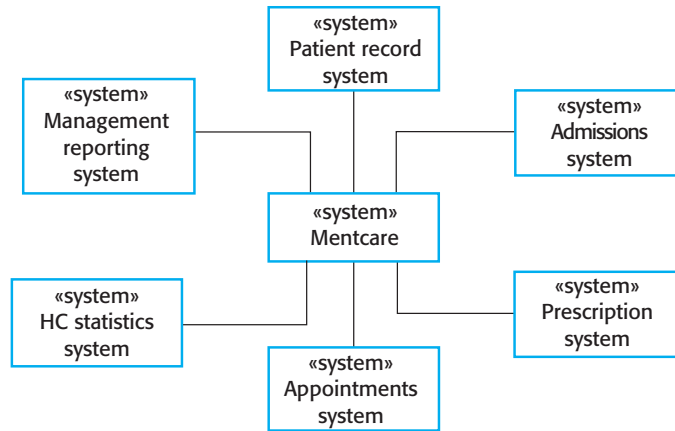 «system»
Patient record
system
«system»
Management
reporting
system
«system»
Admissions
system
«system»
Mentcare
«system»
HC statistics
system
«system»
Prescription
system
«system»
Appointments
system